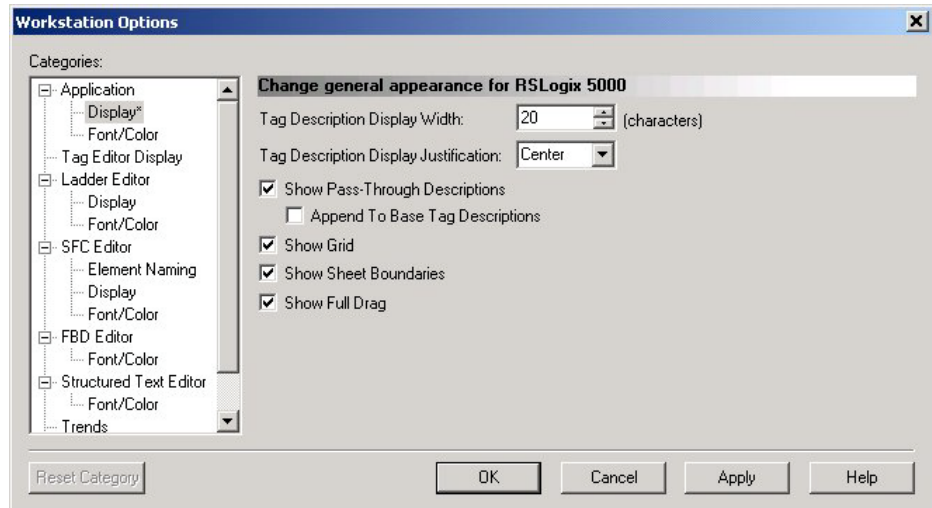 Workstation Options
Categories:
Application
Display*
Font/Color
Tag Editor Display
Ladder Editor
Display
Font/Color
SFC Editor
Element Naming
Display
Font/Color
FBD Editor
Font/Color
Structured Text Editor
Font/Color
Trends
Change general appearance for RSLogix 5000
Tag Description Display Width: 20 (characters)
Tag Description Display Justification: Center
Show Pass-Through Descriptions
Append To Base Tag Descriptions
Show Grid
Show Sheet Boundaries
Show Full Drag
Reset Category OK Cancel Apply Help